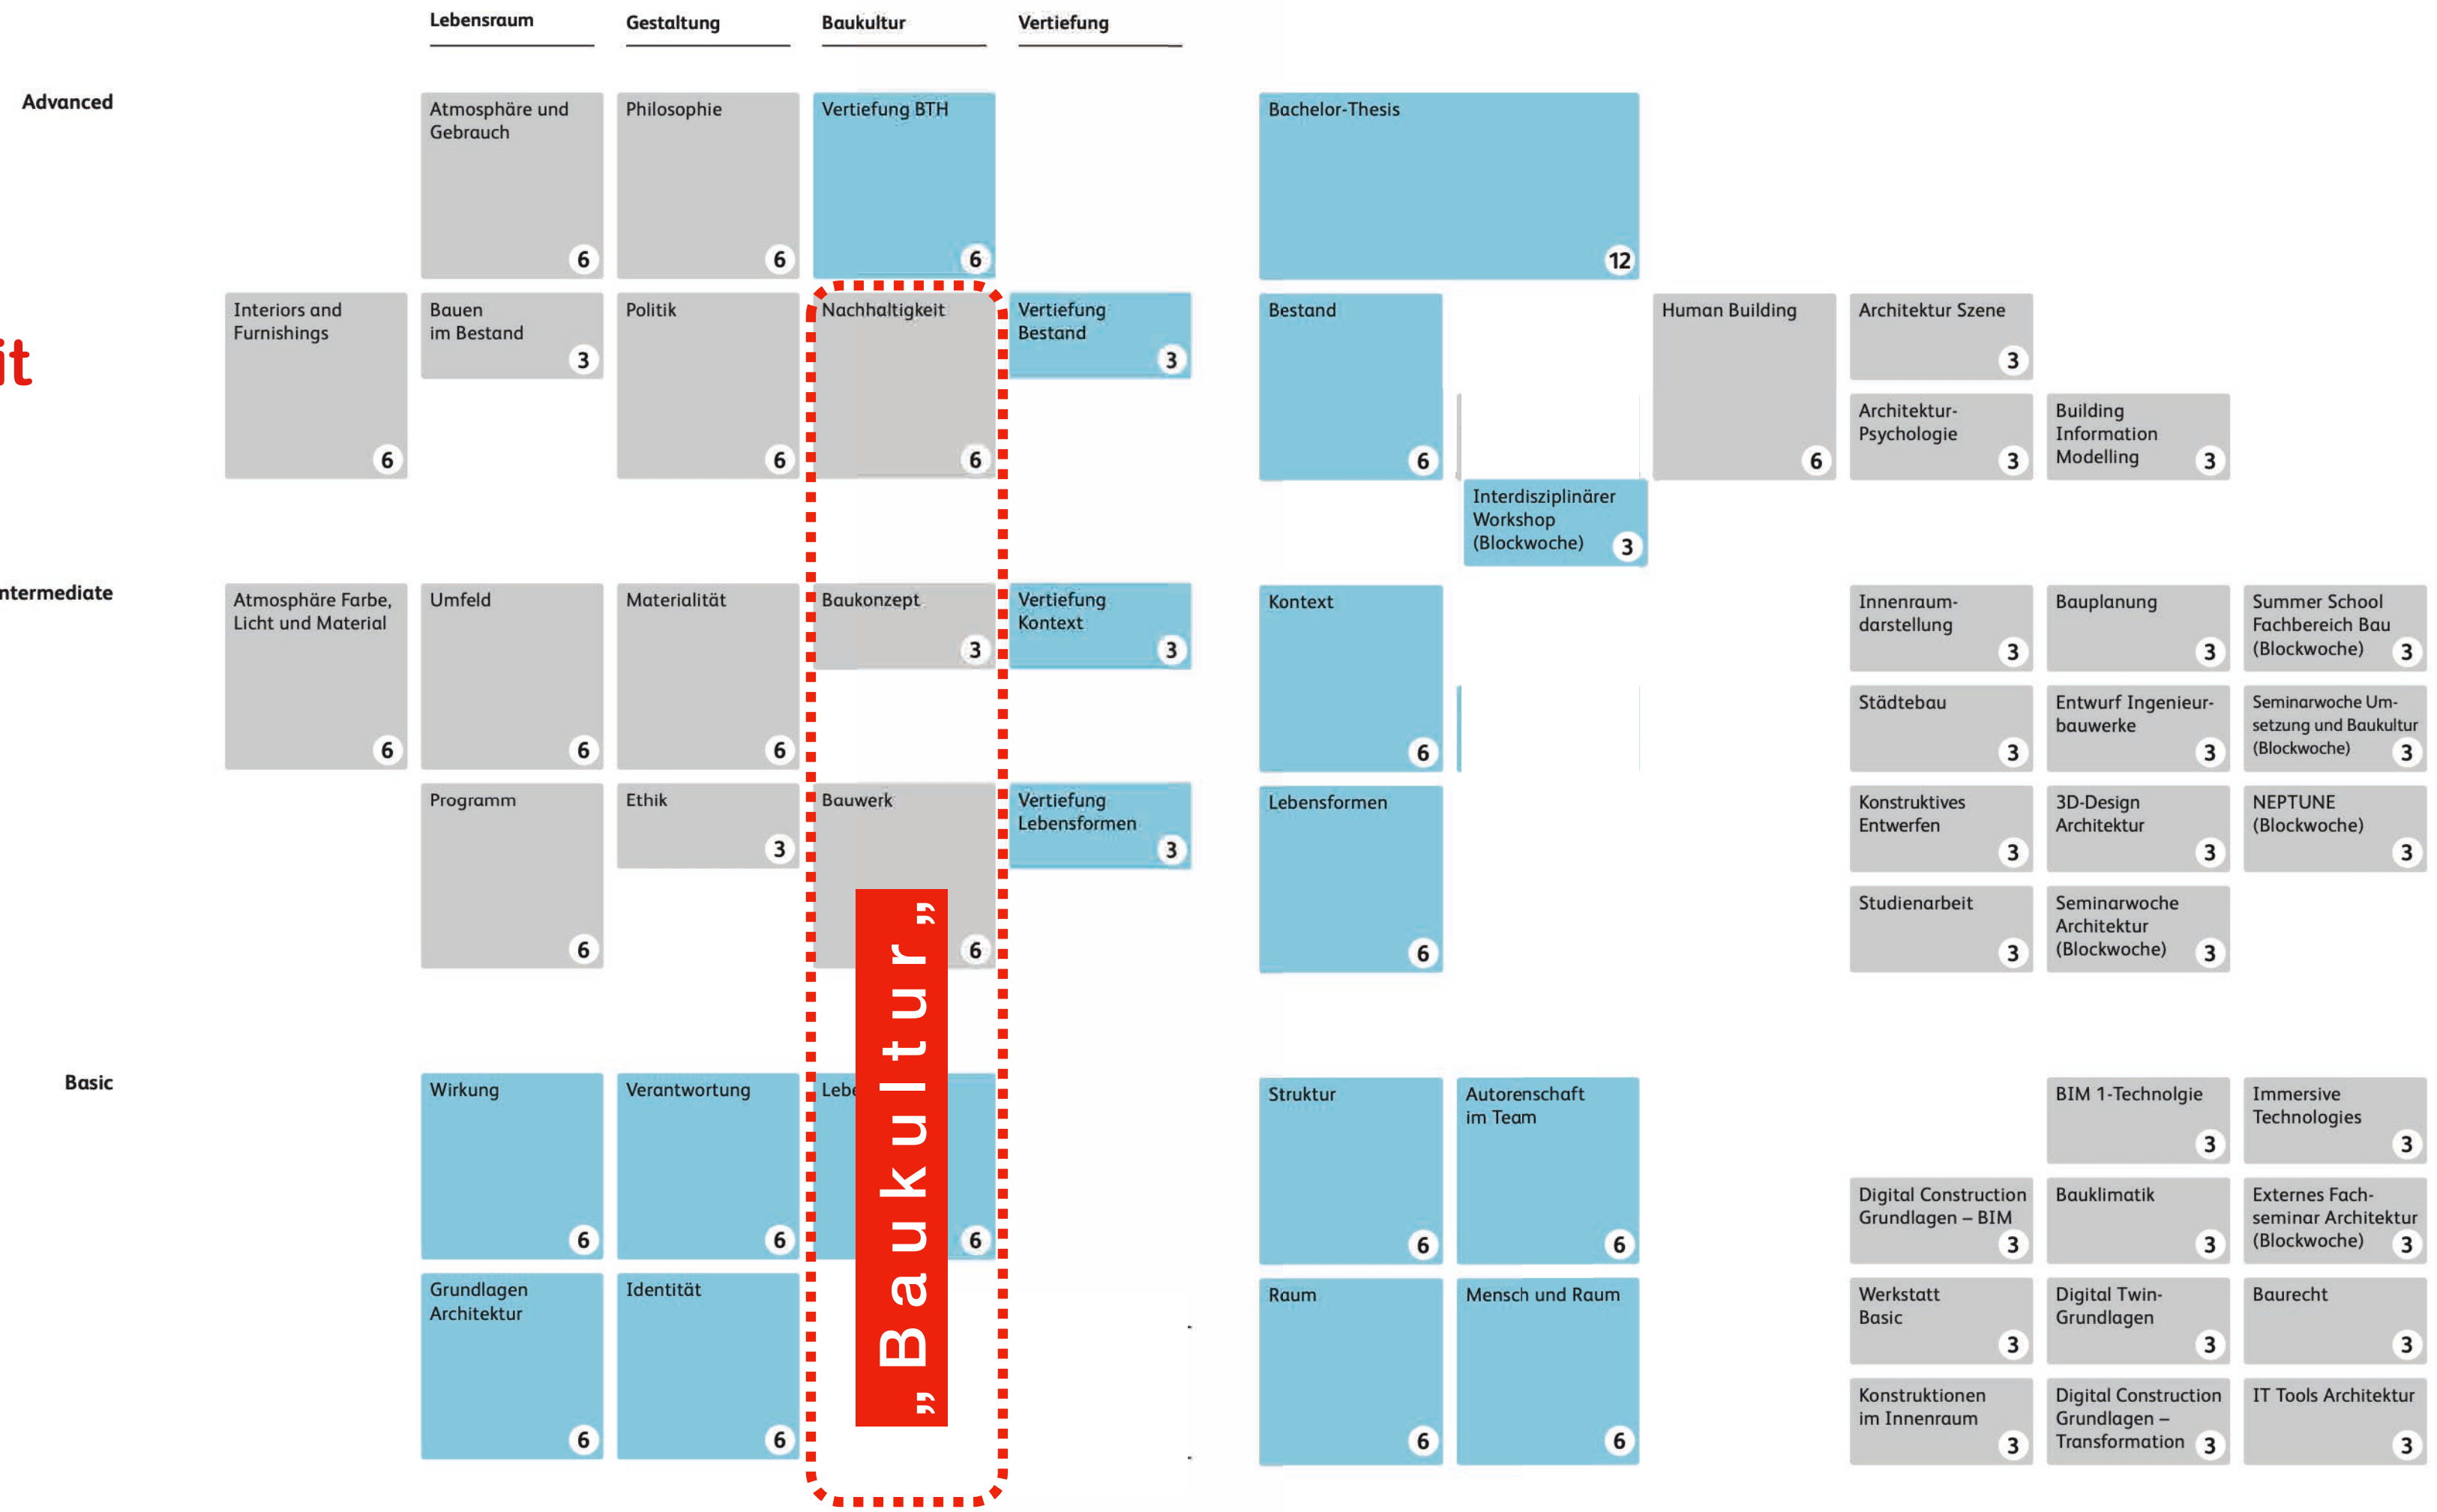 Lebensraum
Gestaltung
Baukultur
Vertiefung
Advanced
Atmosphäre und
Gebrauch
6
Philosophie
6
Vertiefung BTH
6
Bachelor-Thesis
12
it
Interiors and
Furnishings
6
Bauen
im Bestand
3
Politik
6
Nachhaltigkeit
6
Vertiefung
Bestand
3
Bestand
6
Interdisziplinärer
Workshop
(Blockwoche)
3
Human Building
6
Architektur Szene
3
Architektur-
Psychologie
3
Building
Information
Modelling
3
ntermediate
Atmosphäre Farbe,
Licht und Material
6
Umfeld
6
Materialität
6
Baukonzept
3
Vertiefung
Kontext
3
Kontext
6
Innenraum-
darstellung
3
Bauplanung
3
Summer School
Fachbereich Bau
(Blockwoche)
3
Städtebau
3
Entwurf Ingenieur-
bauwerke
3
Seminarwoche Um-
setzung und Baukultur
(Blockwoche)
3
Programm
6
Ethik
3
Bauwerk
6
Vertiefung
Lebensformen
3
Lebensformen
6
Konstruktives
Entwerfen
3
3D-Design
Architektur
3
NEPTUNE
(Blockwoche)
3
Studienarbeit
3
Seminarwoche
Architektur
(Blockwoche)
3
„Baukultur„
Basic
Wirkung
6
Verantwortung
6
Lebe
6
Struktur
6
Autorenschaft
im Team
6
BIM 1-Technolgie
3
Immersive
Technologies
3
Digital Construction
Grundlagen – BIM
3
Bauklimatik
3
Externes Fach-
seminar Architektur
(Blockwoche)
3
Grundlagen
Architektur
6
Identität
6
Raum
6
Mensch und Raum
6
Werkstatt
Basic
3
Digital Twin-
Grundlagen
3
Baurecht
3
Konstruktionen
im Innenraum
3
Digital Construction
Grundlagen –
Transformation
3
IT Tools Architektur
3